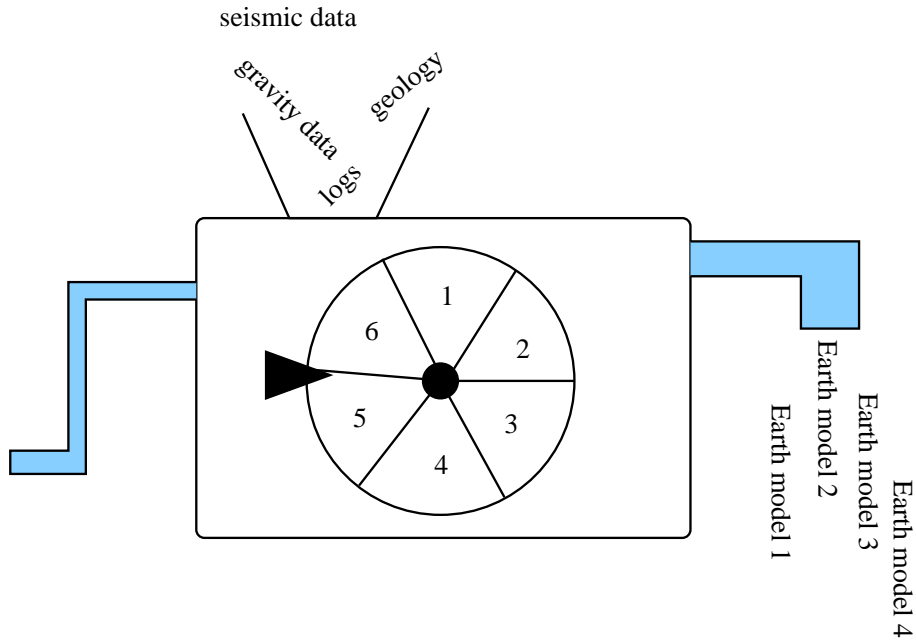 seismic data
gravity data
geology
logs
1
2
3
4
5
6
Earth model 1
Earth model 2
Earth model 3
Earth model 4